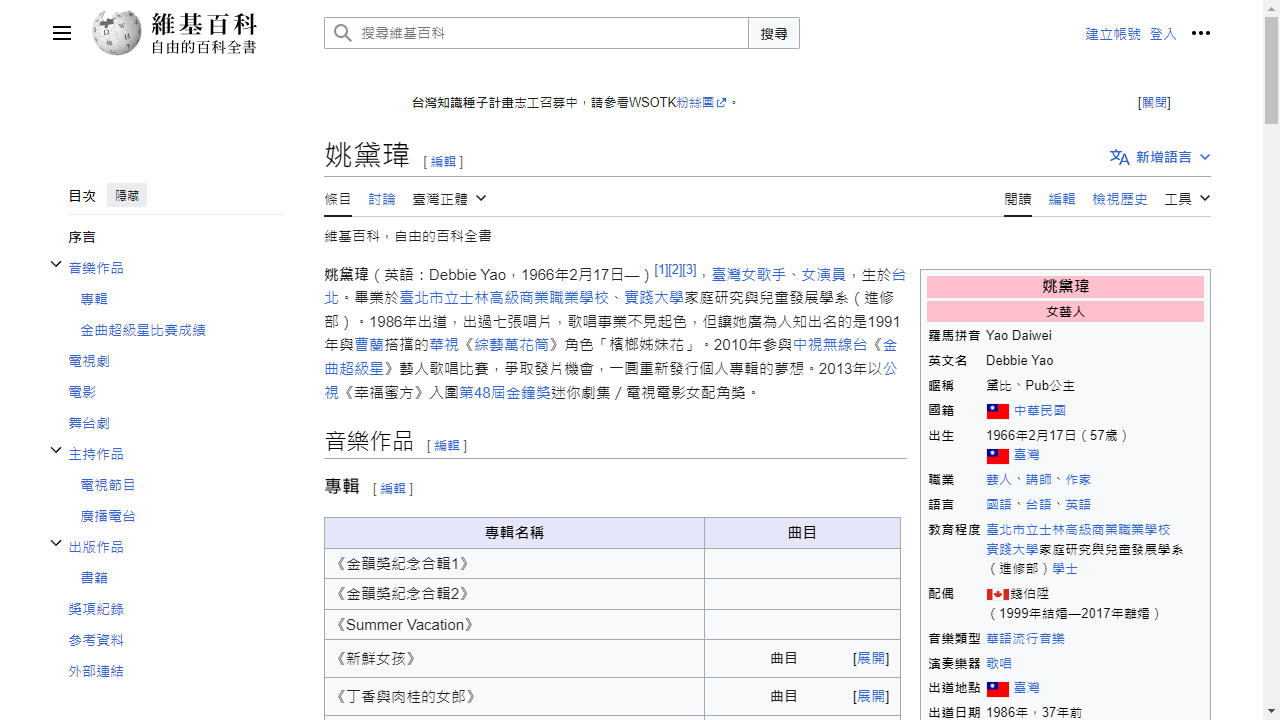 維基百科
自由的百科全書
搜尋維基百科
搜尋
建立帳號 登入
台灣知識種子計畫志工召募中，請參看WSOTK粉絲團。
[關閉]
姚黛瑋 [ 編輯 ]
新增語言
目次 隱藏
條目 討論 臺灣正體
閱讀 編輯 檢視歷史 工具
序言
音樂作品
專輯
金曲超級星比賽成績
電視劇
電影
舞台劇
主持作品
電視節目
廣播電台
出版作品
書籍
獎項紀錄
參考資料
外部連結
維基百科，自由的百科全書
姚黛瑋（英語：Debbie Yao，1966年2月17日—）[1][2][3]，臺灣女歌手、女演員，生於台
北。畢業於臺北市立士林高級商業職業學校、實踐大學家庭研究與兒童發展學系（進修
部）。1986年出道，出過七張唱片，歌唱事業不見起色，但讓她廣為人知出名的是1991
年與曹蘭搭擋的華視《綜藝萬花筒》角色「檳榔姊妹花」。2010年參與中視無線台《金
曲超級星》藝人歌唱比賽，爭取發片機會，一圓重新發行個人專輯的夢想。2013年以公
視《幸福蜜方》入圍第48屆金鐘獎迷你劇集／電視電影女配角獎。
音樂作品 [ 編輯 ]
專輯 [ 編輯 ]
專輯名稱 曲目
《金韻獎紀念合輯1》
《金韻獎紀念合輯2》
《Summer Vacation》
《新鮮女孩》 曲目 [展開]
《丁香與肉桂的女郎》 曲目 [展開]
姚黛瑋
女藝人
羅馬拼音 Yao Daiwei
英文名 Debbie Yao
暱稱 黛比、Pub公主
國籍 中華民國
出生 1966年2月17日（57歲）
臺灣
職業 藝人、講師、作家
語言 國語、台語、英語
教育程度 臺北市立士林高級商業職業學校
實踐大學家庭研究與兒童發展學系
（進修部）學士
配偶 錢伯陞
（1999年結婚—2017年離婚）
音樂類型 華語流行音樂
演奏樂器 歌唱
出道地點 臺灣
出道日期 1986年，37年前